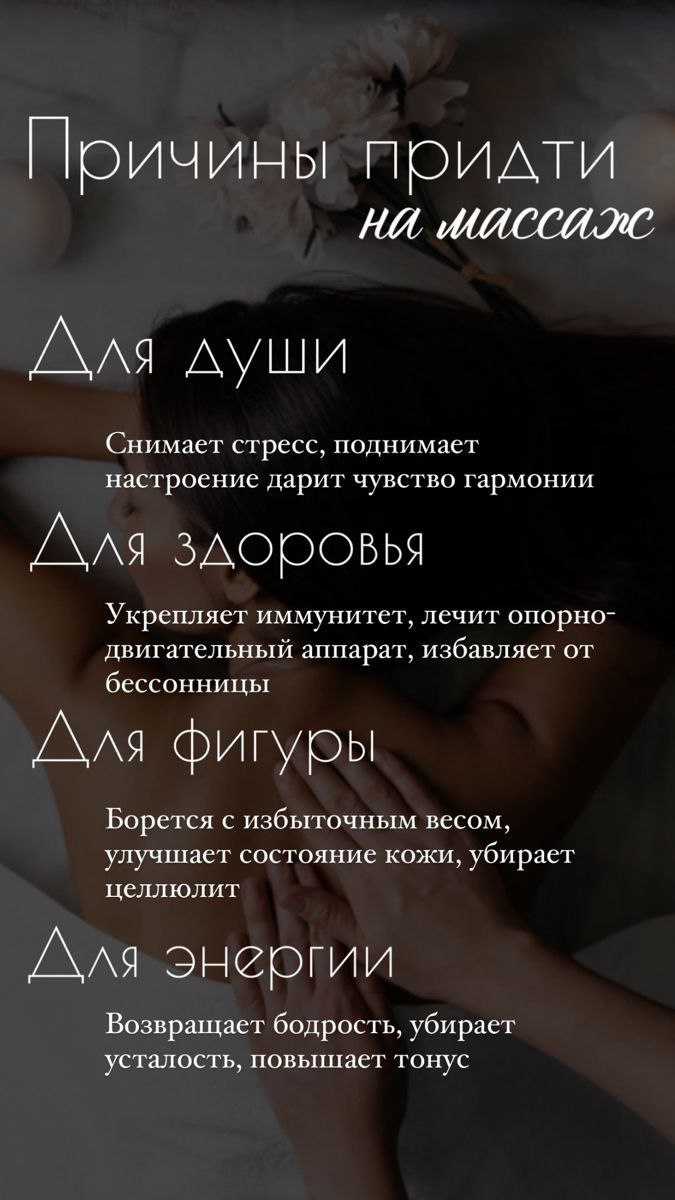 Причины придти
на массаж
Для души
Снимает стресс, поднимает
настроение дарит чувство гармонии
Для здоровья
Укрепляет иммунитет, лечит опорно-
двигательный аппарат, избавляет от
бессонницы
Для фигуры
Борется с избыточным весом,
улучшает состояние кожи, убирает
целлюлит
Для энергии
Возвращает бодрость, убирает
усталость, повышает тонус